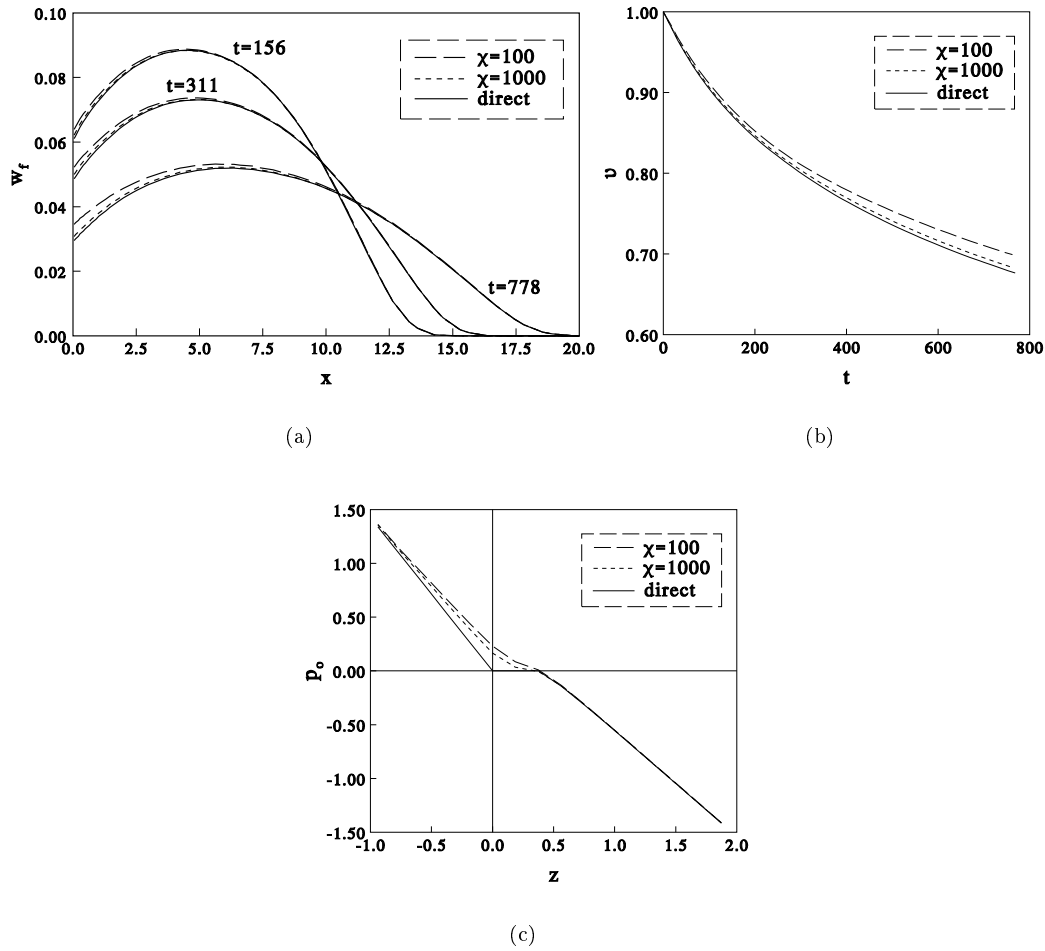 0.10
0.08
0.06
0.04
0.02
0.00
w_f
0.0 2.5 5.0 7.5 10.0 12.5 15.0 17.5 20.0
x
t=156
t=311
t=778
χ=100
χ=1000
direct
(a)
1.00
0.90
0.80
0.70
0.60
υ
0 200 400 600 800
t
χ=100
χ=1000
direct
(b)
1.50
1.00
0.50
0.00
-0.50
-1.00
-1.50
p_o
-1.0 -0.5 0.0 0.5 1.0 1.5 2.0
z
χ=100
χ=1000
direct
(c)